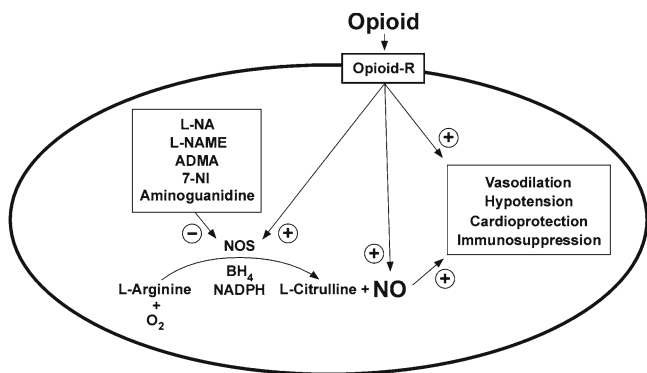 Opioid
Opioid-R
L-NA
L-NAME
ADMA
7-NI
Aminoguanidine
+
Vasodilation
Hypotension
Cardioprotection
Immunosuppression
−
NOS
+
+
BH₄
NADPH
L-Arginine
+
O₂
L-Citrulline + NO
+